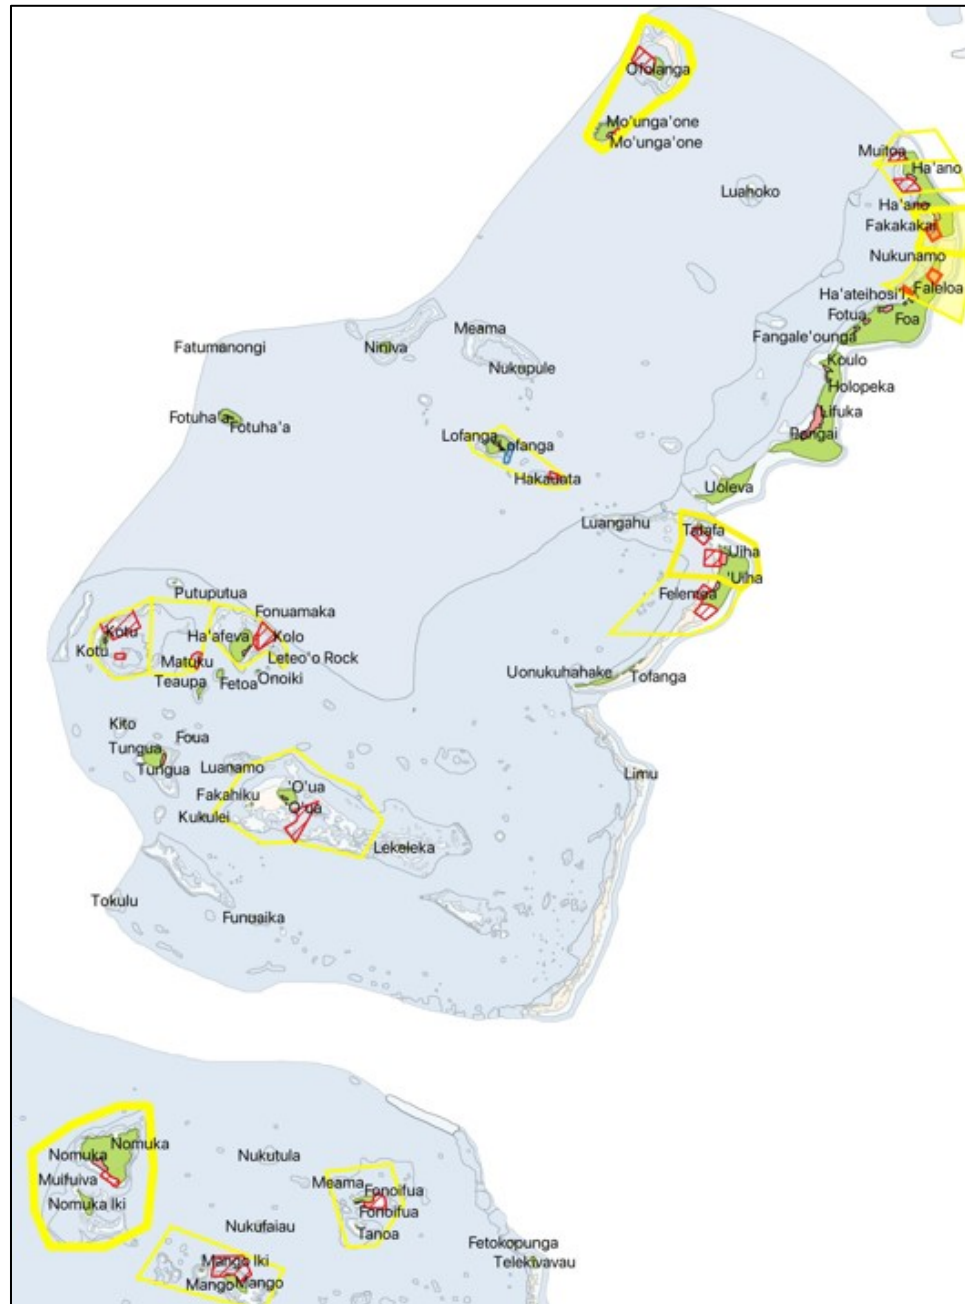 Ofolanga
Mo'unga'one
Mo'unga'one
Muitoa
Ha'ano
Luahoko
Ha'ano
Fakakakai
Nukunamo
Faleloa
Ha'ateihosi'i
Fotua
Foa
Fangale'ounga
Meama
Fatumanongi
Niniva
Nukupule
Koulo
Holopeka
Lifuka
Pangai
Fotuha'a
Fotuha'a
Lofanga
Lofanga
Hakauata
Uoleva
Luangahu
Tatafa
'Uiha
'Uiha
Felemea
Putuputua
Fonuamaka
Kotu
Ha'afeva
Kolo
Kotu
Matuku
Leteo'o Rock
Teaupa
Fetoa
Onoiki
Uonukuhahake
Tofanga
Kito
Foua
Tungua
Tungua
Luanamo
Limu
'O'ua
Fakahiku
O'ua
Kukulei
Lekeleka
Tokulu
Funuaika
Nomuka
Nomuka
Nukutula
Muifuiva
Meama
Fonoifua
Nomuka Iki
Fonoifua
Nukufaiau
Tanoa
Fetokopunga
Mango Iki
Telekivavau
Mango
Mango